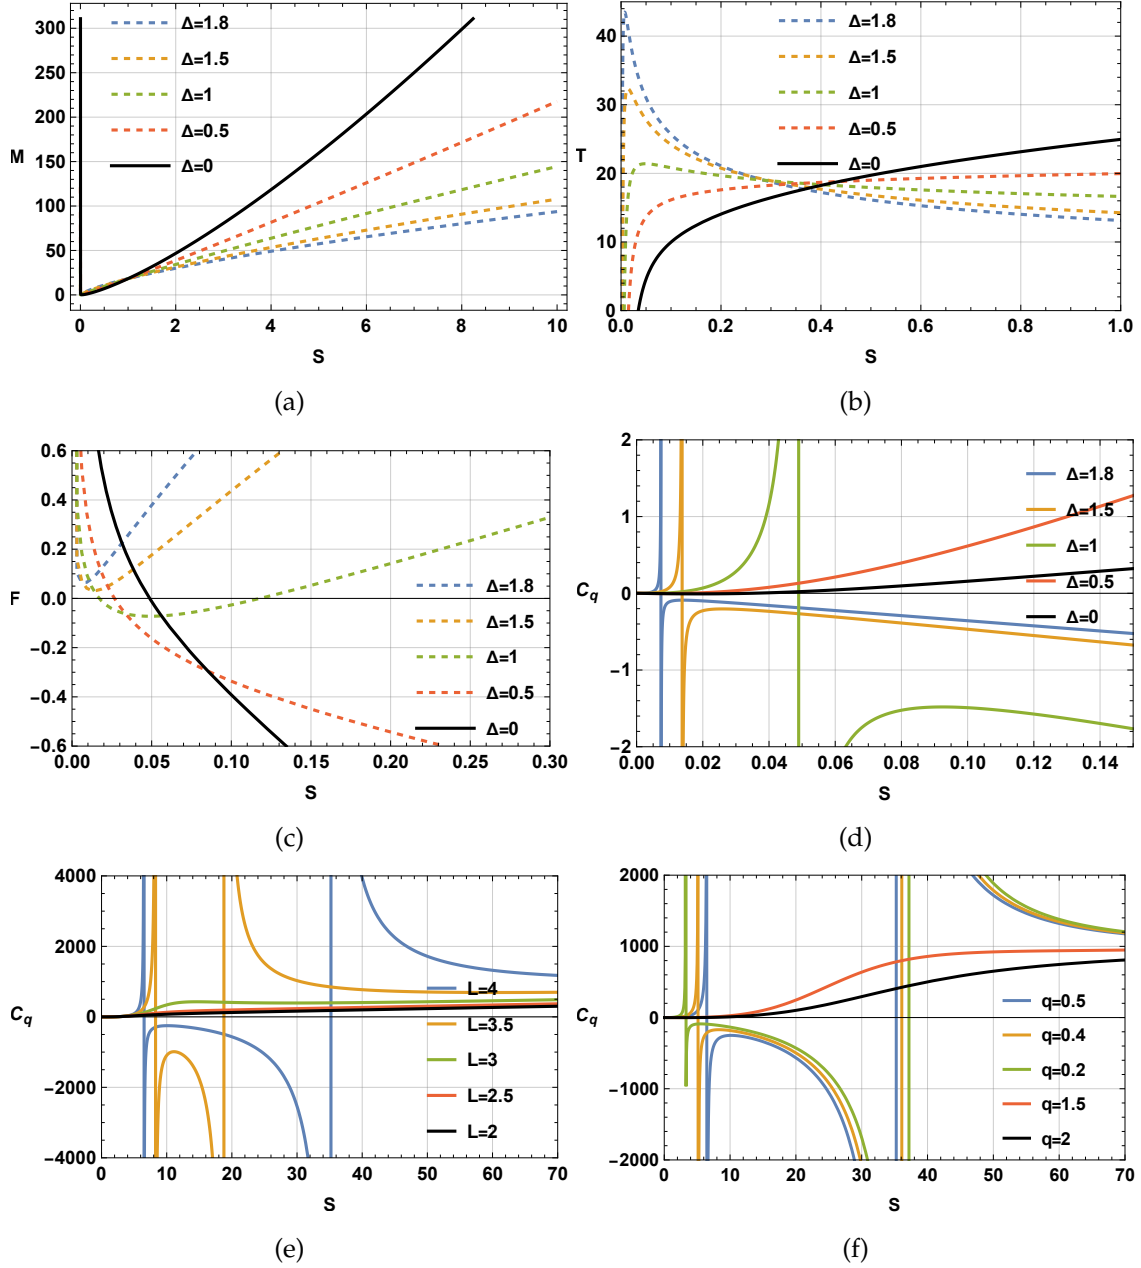 300
250
200
150
100
50
0
M
Δ=1.8
Δ=1.5
Δ=1
Δ=0.5
Δ=0
0 2 4 6 8 10
S
(a)
40
30
20
10
0
T
Δ=1.8
Δ=1.5
Δ=1
Δ=0.5
Δ=0
0.0 0.2 0.4 0.6 0.8 1.0
S
(b)
0.6
0.4
0.2
0.0
-0.2
-0.4
-0.6
F
Δ=1.8
Δ=1.5
Δ=1
Δ=0.5
Δ=0
0.00 0.05 0.10 0.15 0.20 0.25 0.30
S
(c)
2
1
0
-1
-2
Cq
Δ=1.8
Δ=1.5
Δ=1
Δ=0.5
Δ=0
0.00 0.02 0.04 0.06 0.08 0.10 0.12 0.14
S
(d)
4000
2000
0
-2000
-4000
Cq
L=4
L=3.5
L=3
L=2.5
L=2
0 10 20 30 40 50 60 70
S
(e)
2000
1000
0
-1000
-2000
Cq
q=0.5
q=0.4
q=0.2
q=1.5
q=2
0 10 20 30 40 50 60 70
S
(f)